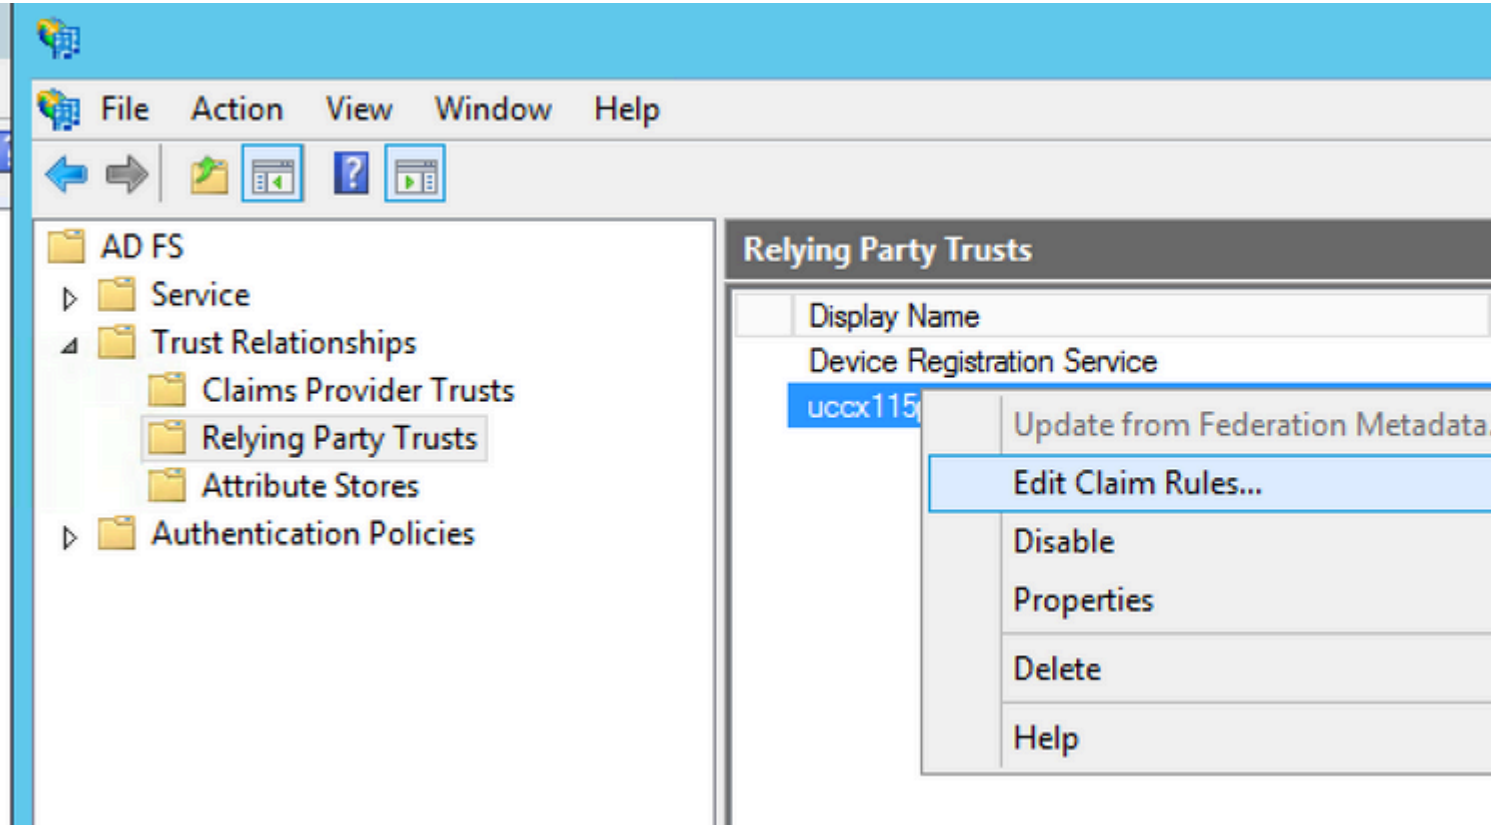 File Action View Window Help
AD FS
Service
Trust Relationships
Claims Provider Trusts
Relying Party Trusts
Attribute Stores
Authentication Policies
Relying Party Trusts
Display Name
Device Registration Service
uccx115
Update from Federation Metadata.
Edit Claim Rules...
Disable
Properties
Delete
Help